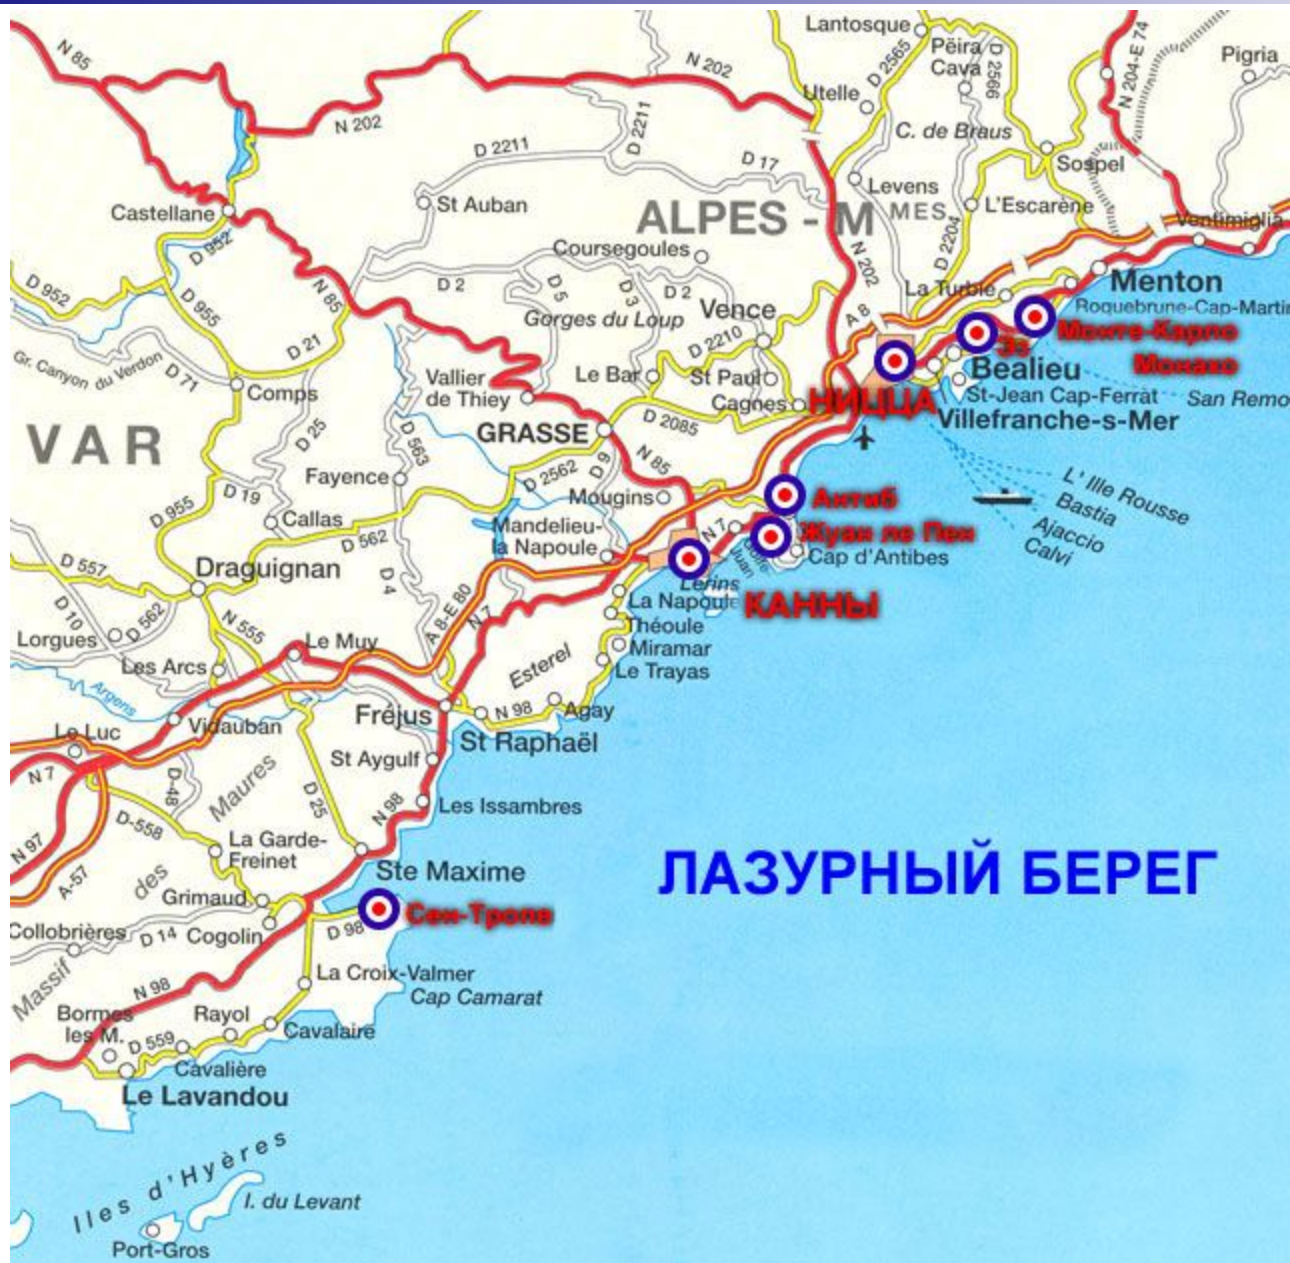 N 85
N 202
N 202
D 2211
D 2211
D 17
Lantosque
D 2565
Pëira
Cava
D 2566
N 204-E 74
Pigria
Utelle
C. de Braus
Sospel
Levens
L'Escarène
Castellane
D 952
St Auban
ALPES - M
MES
D 2204
Ventimiglia
Coursegoules
N 202
D 952
D 955
N 85
D 2
D 5
D 3
D 2
La Turbie
Menton
Roquebrune-Cap-Martin
Gorges du Loup
Vence
A 8
D 2210
Монте-Карло
Монако
Эз
Bealieu
Gr. Canyon du Verdon
D 71
D 21
Comps
Vallier
de Thiey
Le Bar
St Paul
Cagnes
НИЦЦА
St-Jean Cap-Ferrat
San Remo
Villefranche-s-Mer
VAR
D 25
D 563
GRASSE
D 2085
D 2562
D 9
N 85
Fayence
Mougins
Антиб
L' Ille Rousse
Bastia
Ajaccio
Calvi
D 955
D 19
Callas
D 562
Mandelieu-
la Napoule
N 7
Golfe-
Juan
Жуан ле Пен
Cap d'Antibes
D 557
Draguignan
D 4
Lerins
КАННЫ
D 10
D 562
Lorgues
N 555
A 8-E 80
N 7
La Napoule
Théoule
Miramar
Le Trayas
Le Muy
Les Arcs
Esterel
Argens
Vidauban
Fréjus
N 98
Agay
Le Luc
St Raphaël
N 7
D-48
Maures
St Aygulf
D 25
N 98
Les Issambres
D-558
N 97
A-57
La Garde-
Freinet
des
Ste Maxime
ЛАЗУРНЫЙ БЕРЕГ
Grimaud
Сен-Тропе
D 98
Collobrières
D 14
Cogolin
Massif
N 98
La Croix-Valmer
Cap Camarat
Bormes
les M.
Rayol
Cavalaire
D 559
Cavalière
Le Lavandou
Iles d'Hyères
I. du Levant
Port-Gros